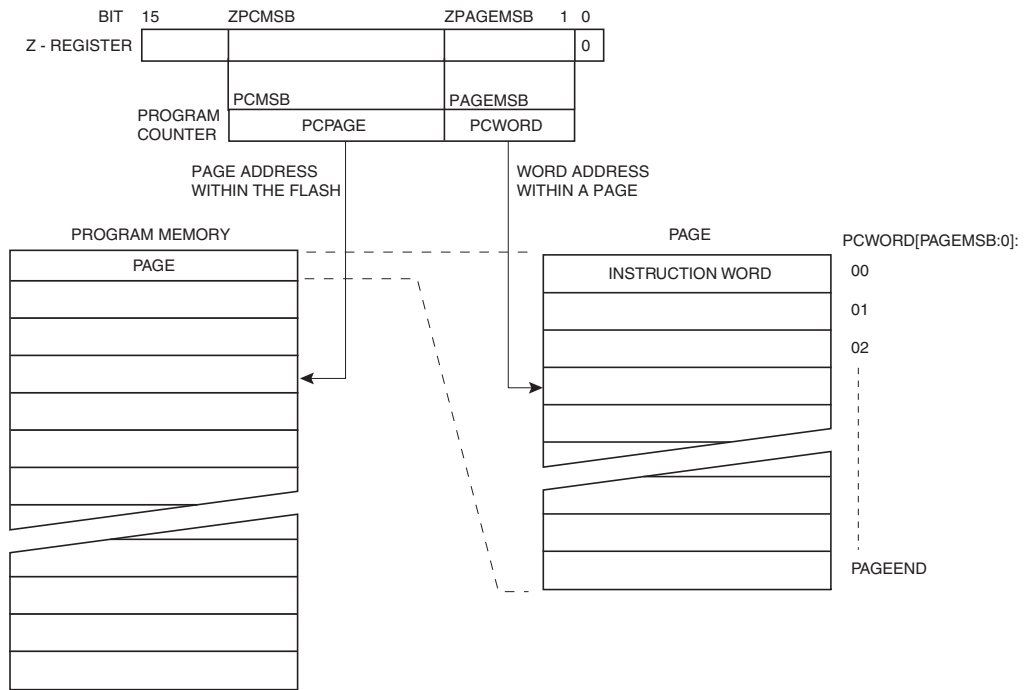 BIT 15 ZPCMSB ZPAGEMSB 1 0
Z - REGISTER 0
PCMSB PAGEMSB
PROGRAM
COUNTER
PCPAGE PCWORD
PAGE ADDRESS
WITHIN THE FLASH
WORD ADDRESS
WITHIN A PAGE
PROGRAM MEMORY
PAGE
PAGE
PCWORD[PAGEMSB:0]:
INSTRUCTION WORD
00
01
02
PAGEEND